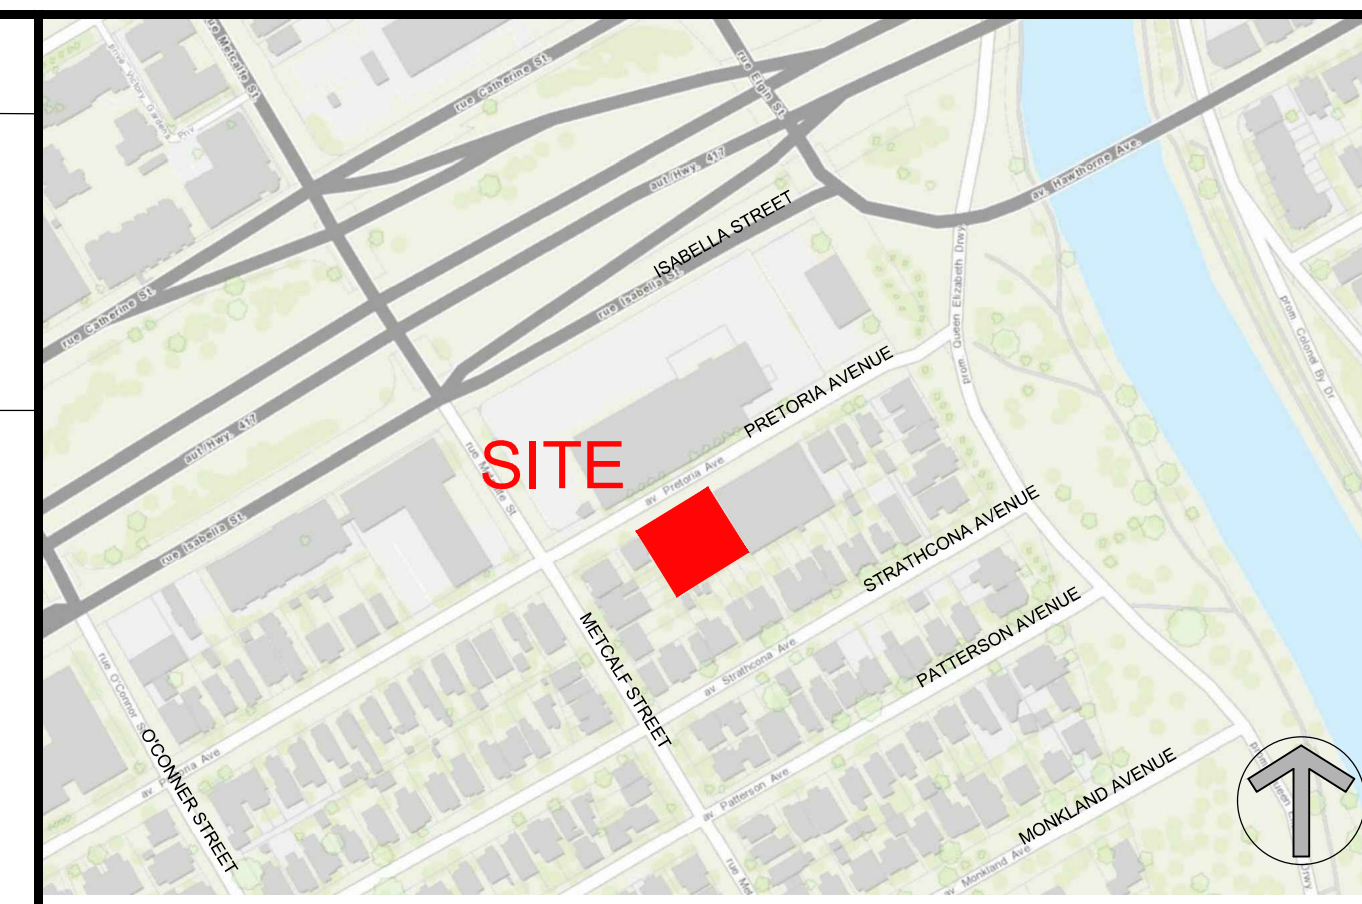 rue Metcalfe St.
rue Catherine St.
rue Elgin St.
aut/Hwy. 417
av. Hawthorne Ave.
ISABELLA STREET
rue Isabella St.
rue Catherine St.
prom Queen Elizabeth Drwy
prom Colonel By Dr
PRETORIA AVENUE
aut/Hwy. 417
SITE
av Pretoria Ave
rue Isabella St.
STRATHCONA AVENUE
METCALF STREET
PATTERSON AVENUE
av Strathcona Ave
rue O'Connor
O'CONNER STREET
av Patterson Ave
MONKLAND AVENUE
av Monkland Ave